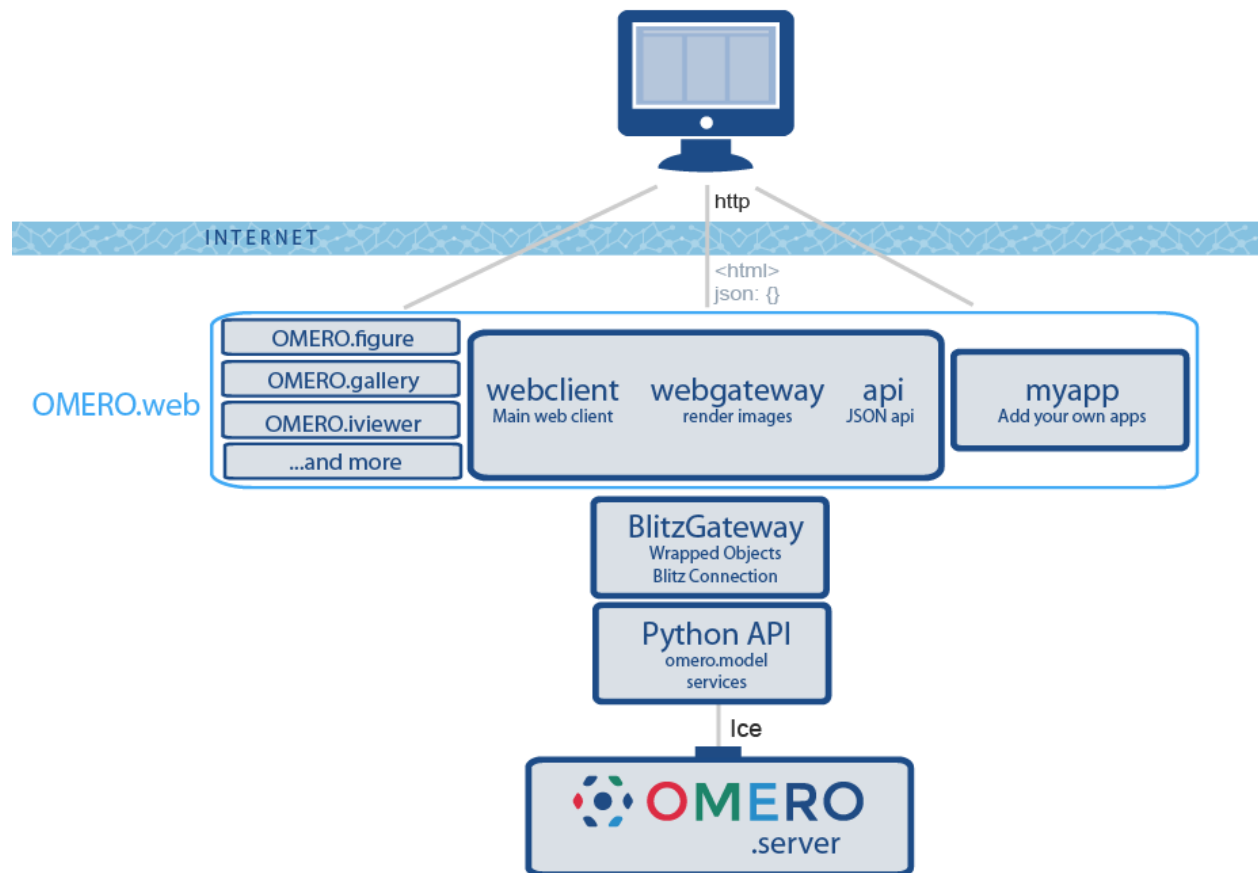 http
INTERNET
<html>
json: {}
OMERO.web
OMERO.figure
OMERO.gallery
OMERO.iviewer
...and more
webclient
Main web client
webgateway
render images
api
JSON api
myapp
Add your own apps
BlitzGateway
Wrapped Objects
Blitz Connection
Python API
omero.model
services
Ice
OMERO
.server